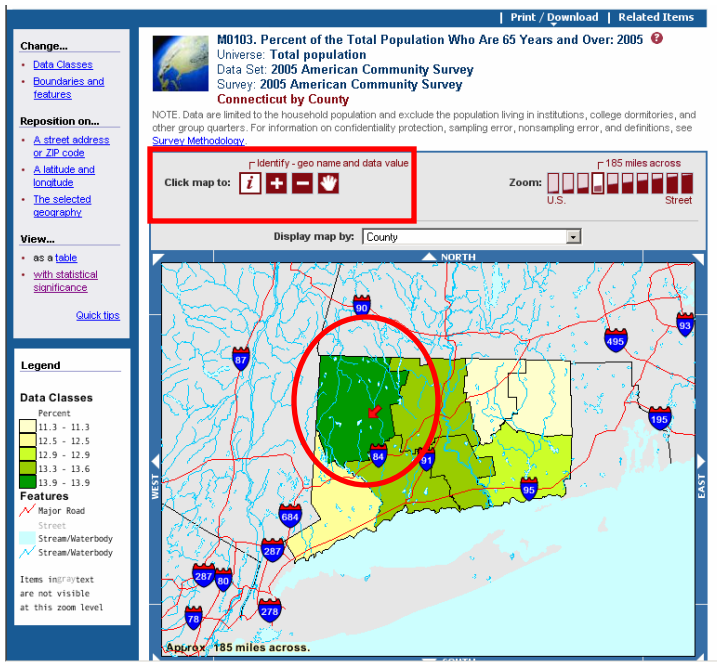 | Print / Download | Related Items
Change...
Data Classes
Boundaries and
features
Reposition on...
A street address
or ZIP code
A latitude and
longitude
The selected
geography
View...
as a table
with statistical
significance
Quick tips
M0103. Percent of the Total Population Who Are 65 Years and Over: 2005 ?
Universe: Total population
Data Set: 2005 American Community Survey
Survey: 2005 American Community Survey
Connecticut by County
NOTE. Data are limited to the household population and exclude the population living in institutions, college dormitories, and
other group quarters. For information on confidentiality protection, sampling error, nonsampling error, and definitions, see
Survey Methodology.
Identify - geo name and data value
Click map to: i
185 miles across
Zoom:
U.S. Street
Display map by: County
NORTH
WEST
EAST
90
87
495
93
195
84
91
95
684
287
287
80
78
278
Approx. 185 miles across.
SOUTH
Legend
Data Classes
Percent
11.3 - 11.3
12.5 - 12.5
12.9 - 12.9
13.3 - 13.6
13.9 - 13.9
Features
Major Road
Street
Stream/Waterbody
Stream/Waterbody
Items in gray text
are not visible
at this zoom level